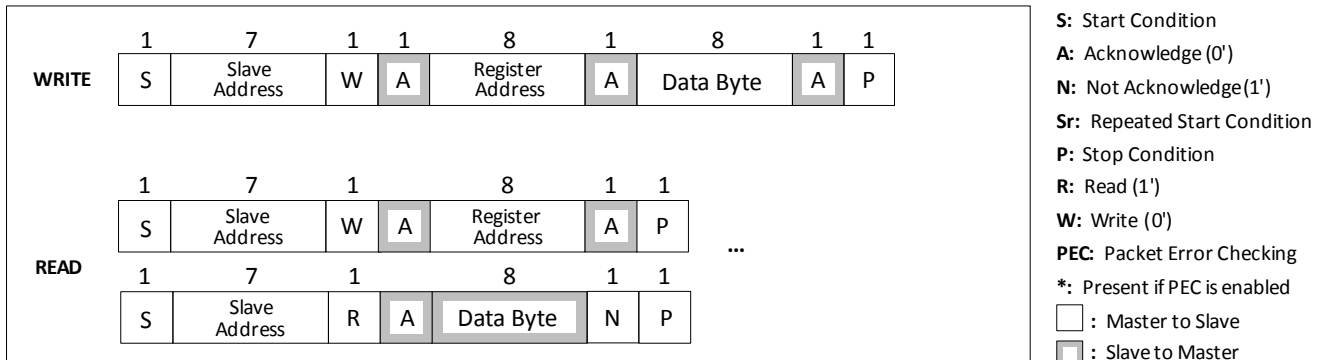 1 7 1 1 8 1 8 1 1
WRITE S Slave Address W A Register Address A Data Byte A P
1 7 1 8 1 1
S Slave Address W A Register Address A P ...
READ
1 7 1 8 1 1
S Slave Address R A Data Byte N P
S: Start Condition
A: Acknowledge (0')
N: Not Acknowledge(1')
Sr: Repeated Start Condition
P: Stop Condition
R: Read (1')
W: Write (0')
PEC: Packet Error Checking
*: Present if PEC is enabled
: Master to Slave
: Slave to Master